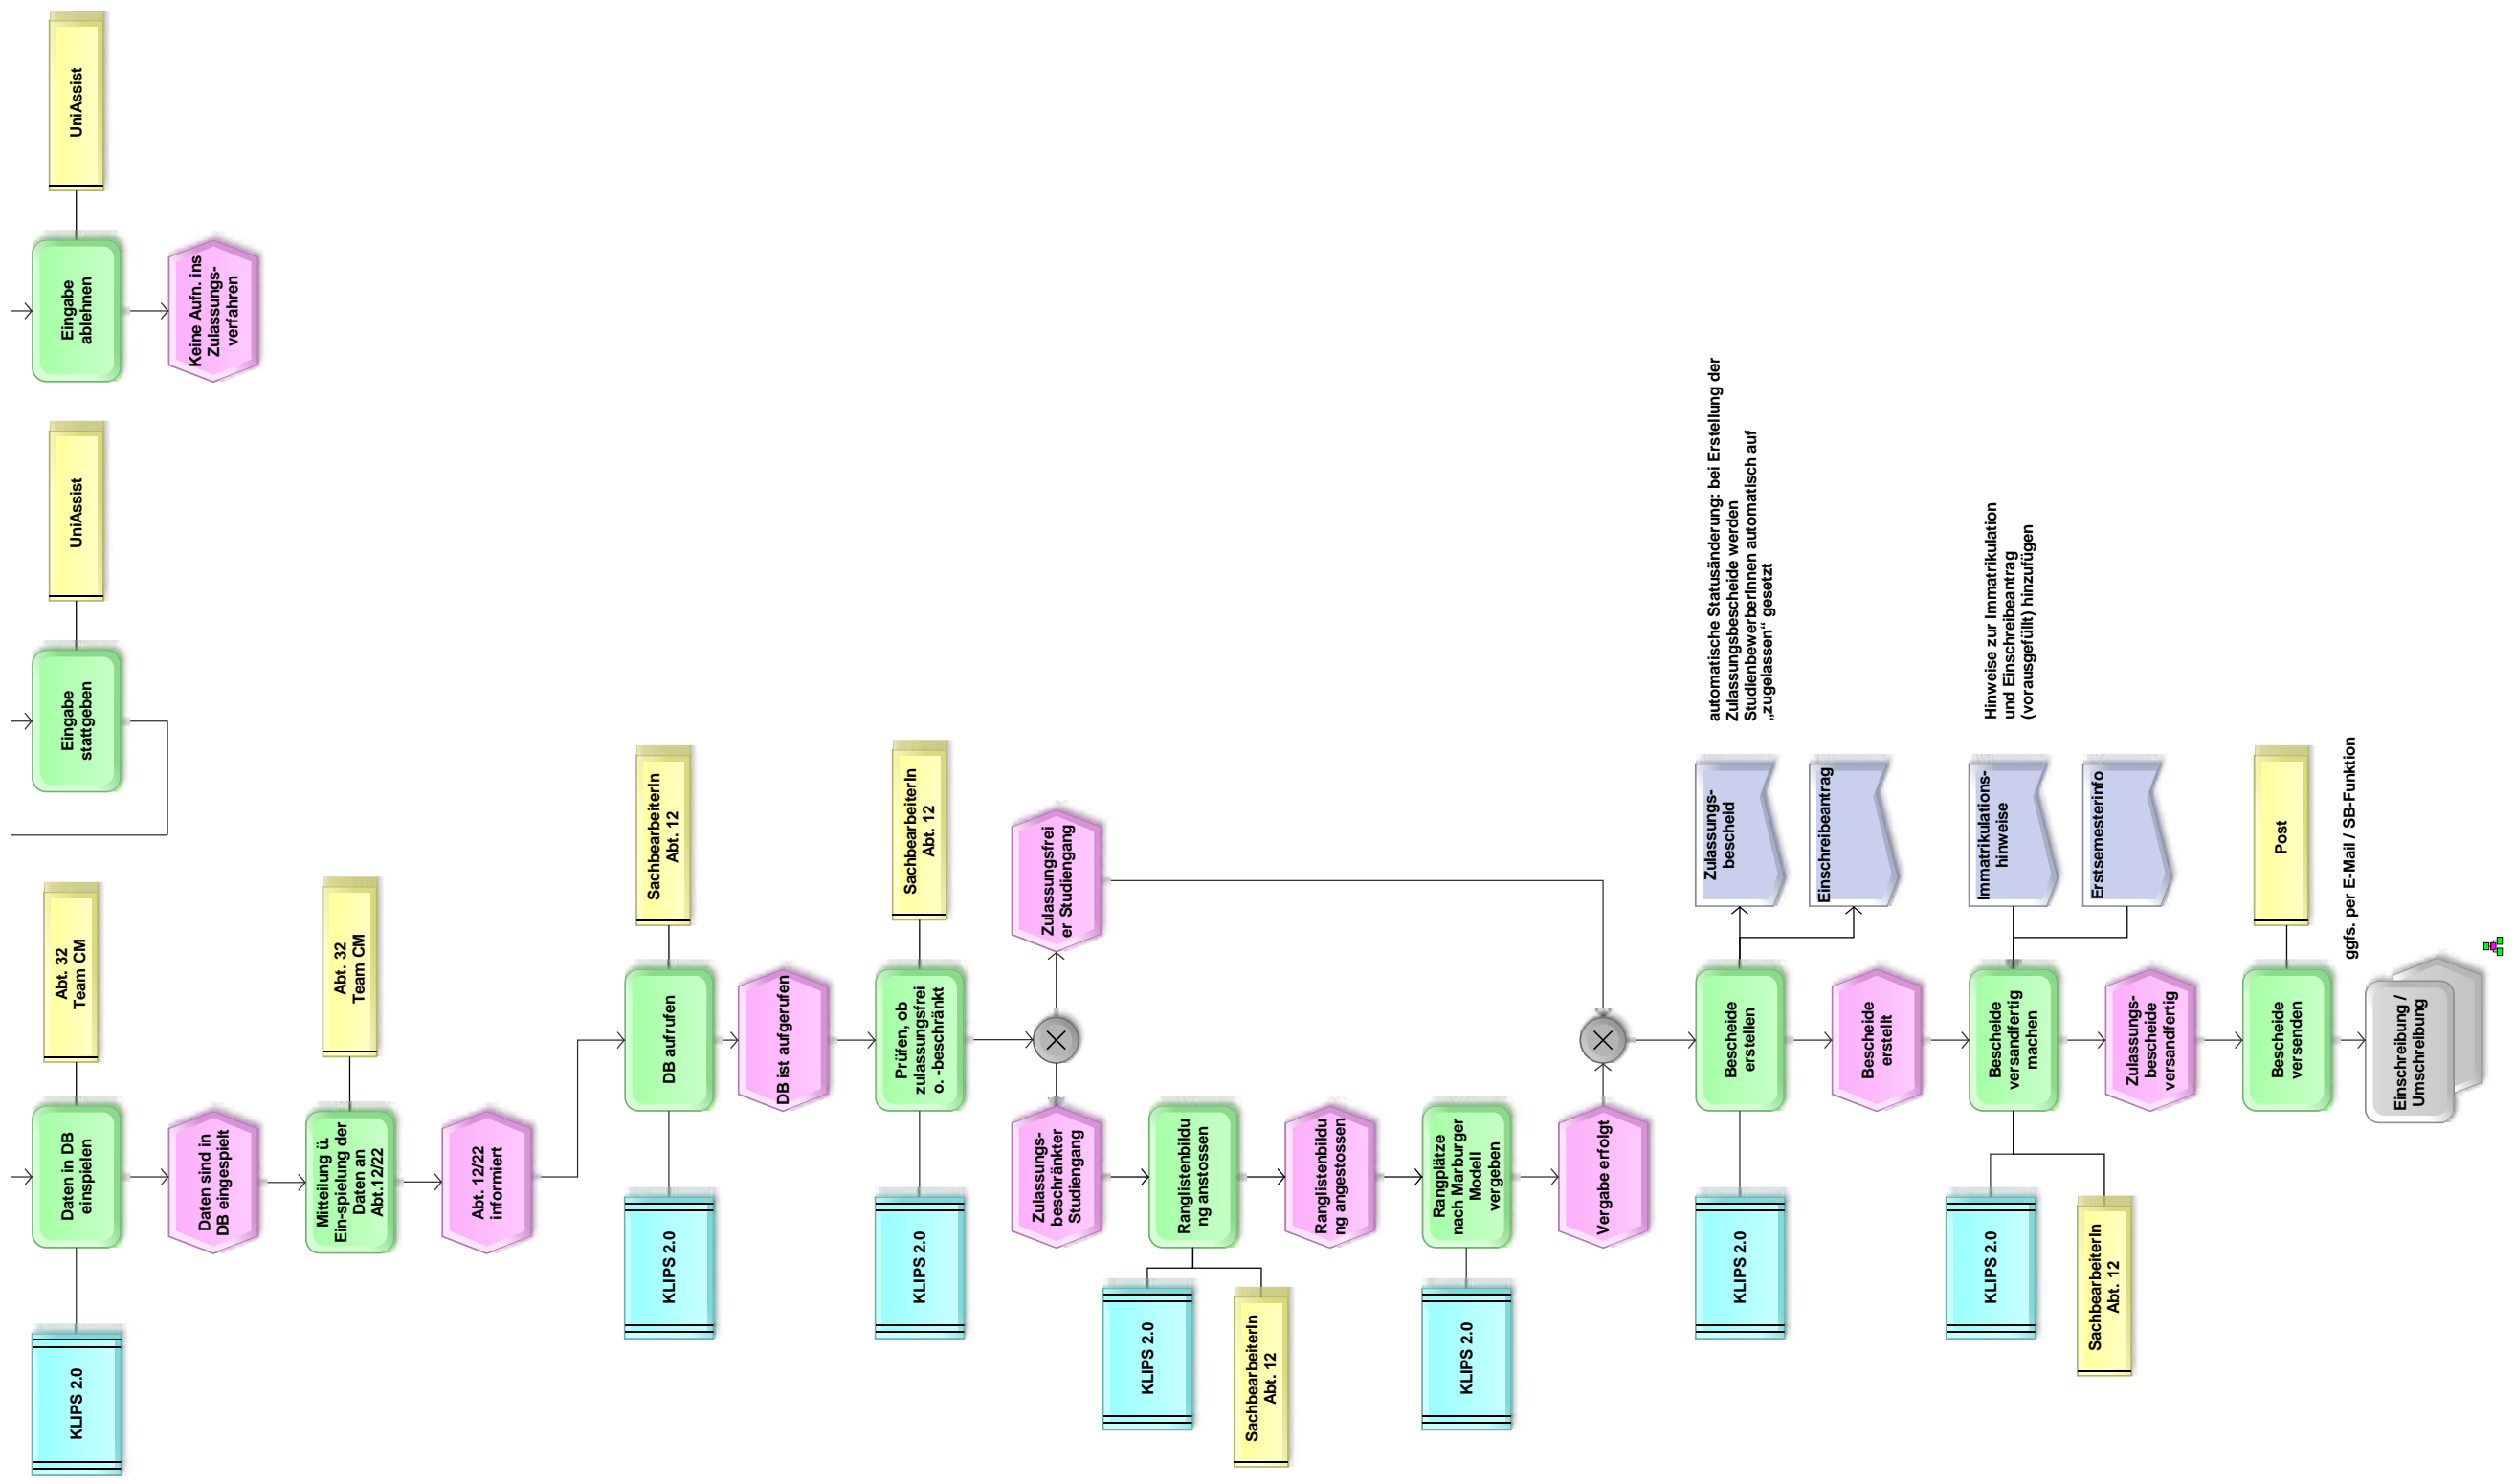 UniAssist
Eingabe
ablehnen
Keine Aufn. ins
Zulassungs-
verfahren
UniAssist
Eingabe
stattgeben
Abt. 32
Team CM
Daten in DB
einspielen
KLIPS 2.0
Daten sind in
DB eingespielt
Abt. 32
Team CM
Mitteilung ü.
Ein-spielung der
Daten an
Abt.12/22
Abt. 12/22
informiert
SachbearbeiterIn
Abt. 12
DB aufrufen
KLIPS 2.0
DB ist aufgerufen
SachbearbeiterIn
Abt. 12
Prüfen, ob
zulassungsfrei
o. -beschränkt
KLIPS 2.0
Zulassungsfrei
er Studiengang
Zulassungs-
beschränkter
Studiengang
Ranglistenbildu
ng anstossen
KLIPS 2.0
SachbearbeiterIn
Abt. 12
Ranglistenbildu
ng angestossen
Rangplätze
nach Marburger
Modell
vergeben
KLIPS 2.0
Vergabe erfolgt
automatische Statusänderung: bei Erstellung der
Zulassungsbescheide werden
StudienbewerberInnen automatisch auf
„zugelassen“ gesetzt
Zulassungs-
bescheid
Einschreibeantrag
Bescheide
erstellen
KLIPS 2.0
Bescheide
erstellt
Hinweise zur Immatrikulation
und Einschreibeantrag
(vorausgefüllt) hinzufügen
Immatrikulations-
hinweise
Erstsemesterinfo
Bescheide
versandfertig
machen
KLIPS 2.0
SachbearbeiterIn
Abt. 12
Zulassungs-
bescheide
versandfertig
Post
Bescheide
versenden
ggfs. per E-Mail / SB-Funktion
Einschreibung /
Umschreibung